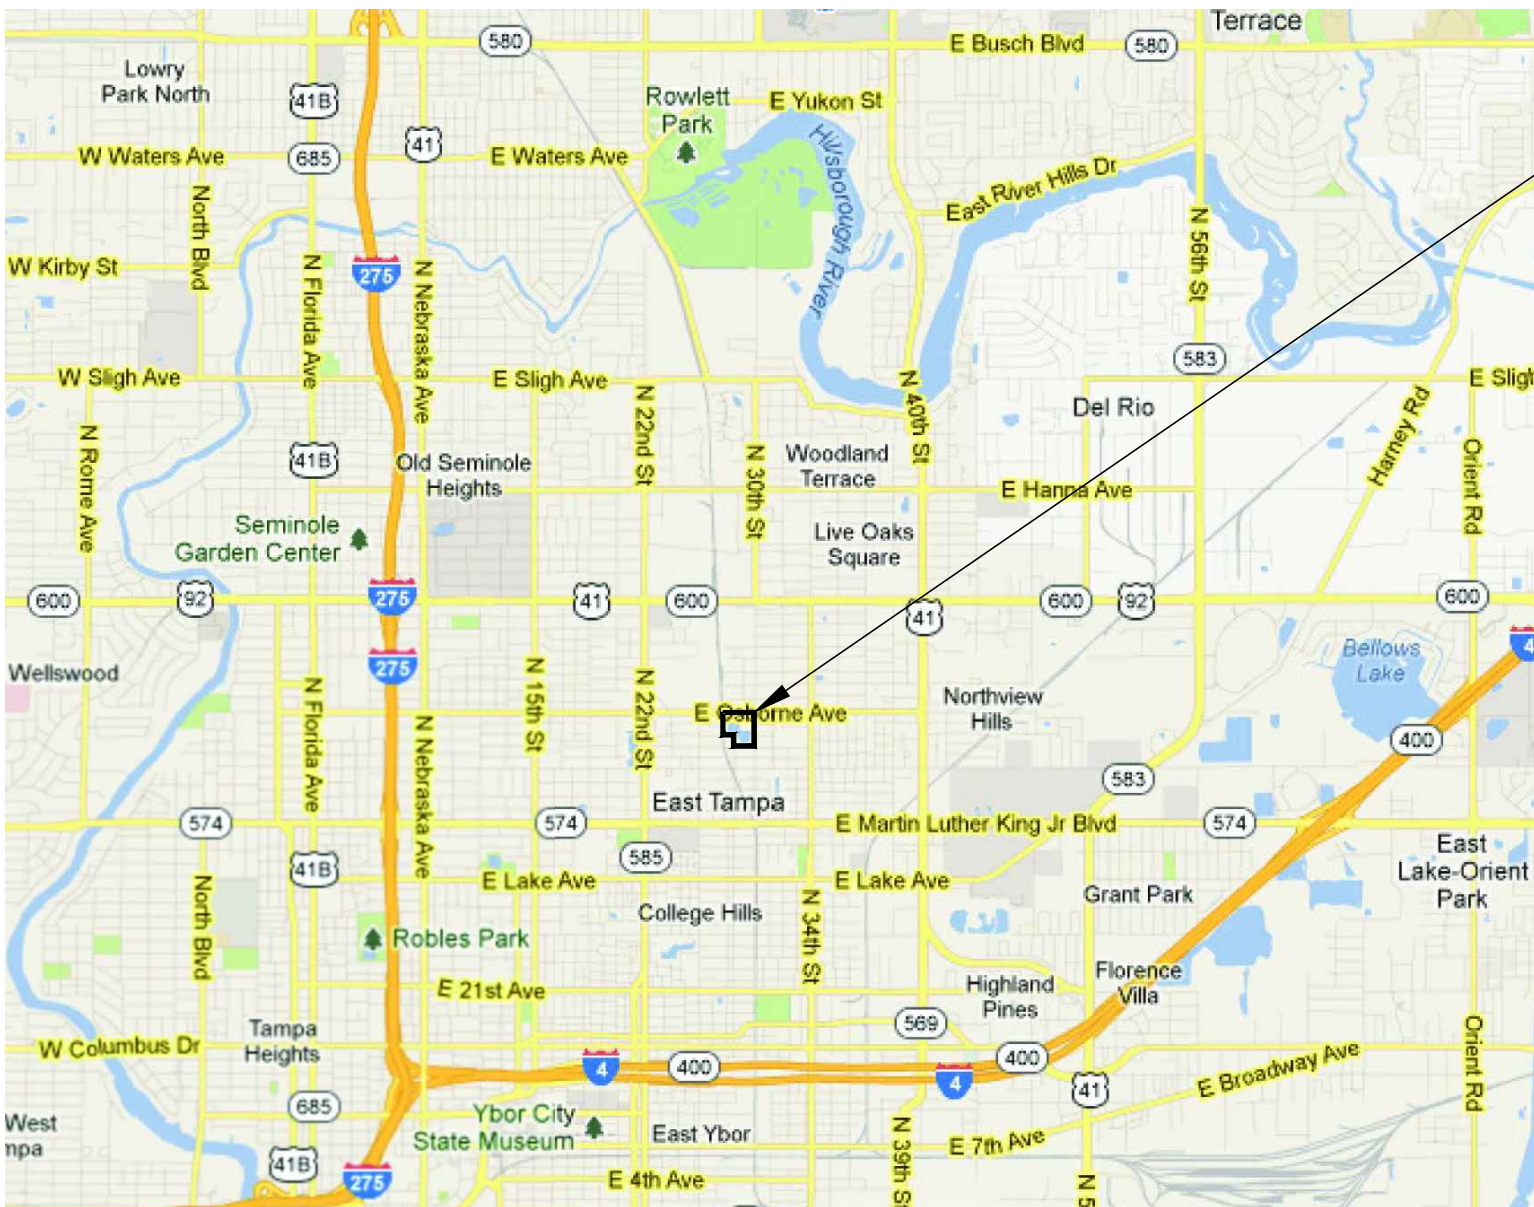 Terrace
580
E Busch Blvd
580
Lowry
Park North
41B
Rowlett
Park
E Yukon St
41
W Waters Ave
685
E Waters Ave
Hillsborough River
East River Hills Dr
North Blvd
N 56th St
W Kirby St
275
N Florida Ave
N Nebraska Ave
583
W Sligh Ave
E Sligh Ave
E Sligh
N 22nd St
N 40th St
Del Rio
Harney Rd
N Rome Ave
41B
Old Seminole
Heights
N 30th St
Woodland
Terrace
E Hanna Ave
Orient Rd
Seminole
Garden Center
Live Oaks
Square
600
92
275
41
600
41
600
92
600
4
Wellswood
275
Bellows
Lake
N Florida Ave
N 15th St
N 22nd St
Northview
Hills
E Osborne Ave
N Nebraska Ave
400
583
East Tampa
574
574
E Martin Luther King Jr Blvd
574
585
41B
E Lake Ave
E Lake Ave
East
Lake-Orient
Park
North Blvd
College Hills
N 34th St
Grant Park
Robles Park
E 21st Ave
Highland
Pines
Florence
Villa
569
Tampa
Heights
W Columbus Dr
Orient Rd
4
400
4
400
41
E Broadway Ave
685
Ybor City
State Museum
East Ybor
N 39th St
E 7th Ave
West
mpa
41B
275
E 4th Ave
N 5